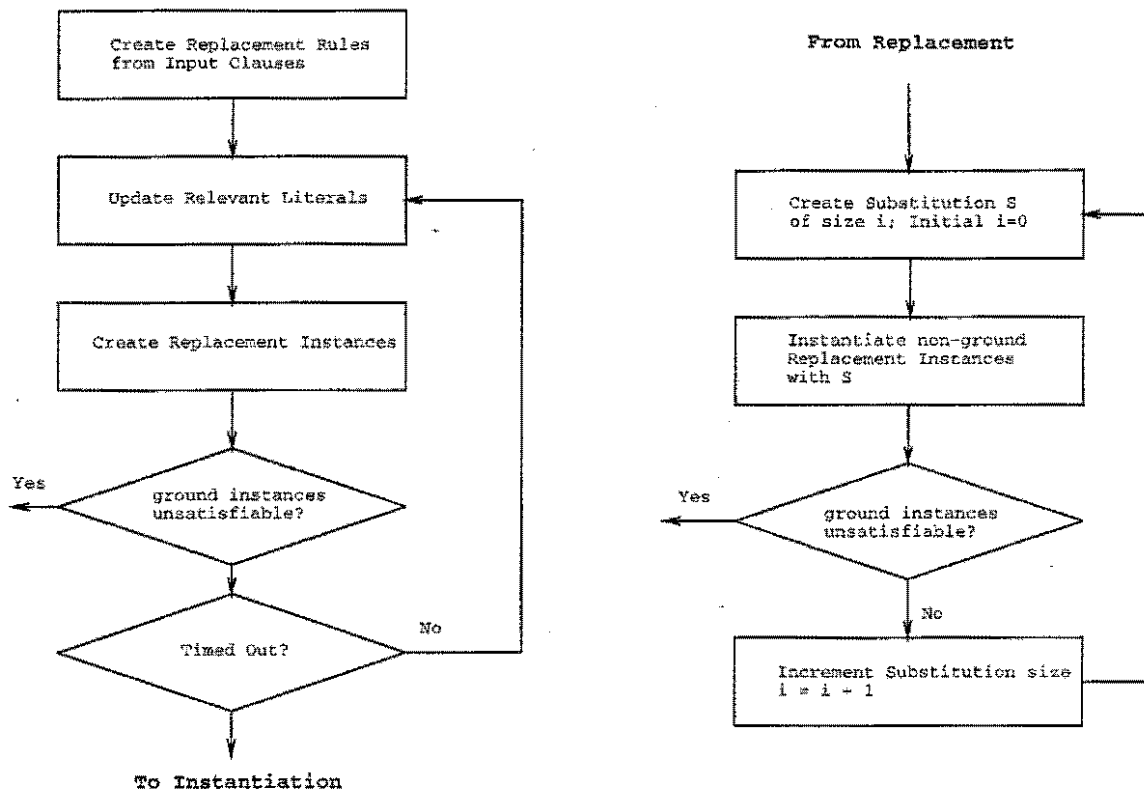 Create Replacement Rules
from Input Clauses
Update Relevant Literals
Create Replacement Instances
Yes
ground instances
unsatisfiable?
Timed Out?
No
To Instantiation
From Replacement
Create Substitution S
of size i; Initial i=0
Instantiate non-ground
Replacement Instances
with S
Yes
ground instances
unsatisfiable?
No
Increment Substitution size
i = i + 1